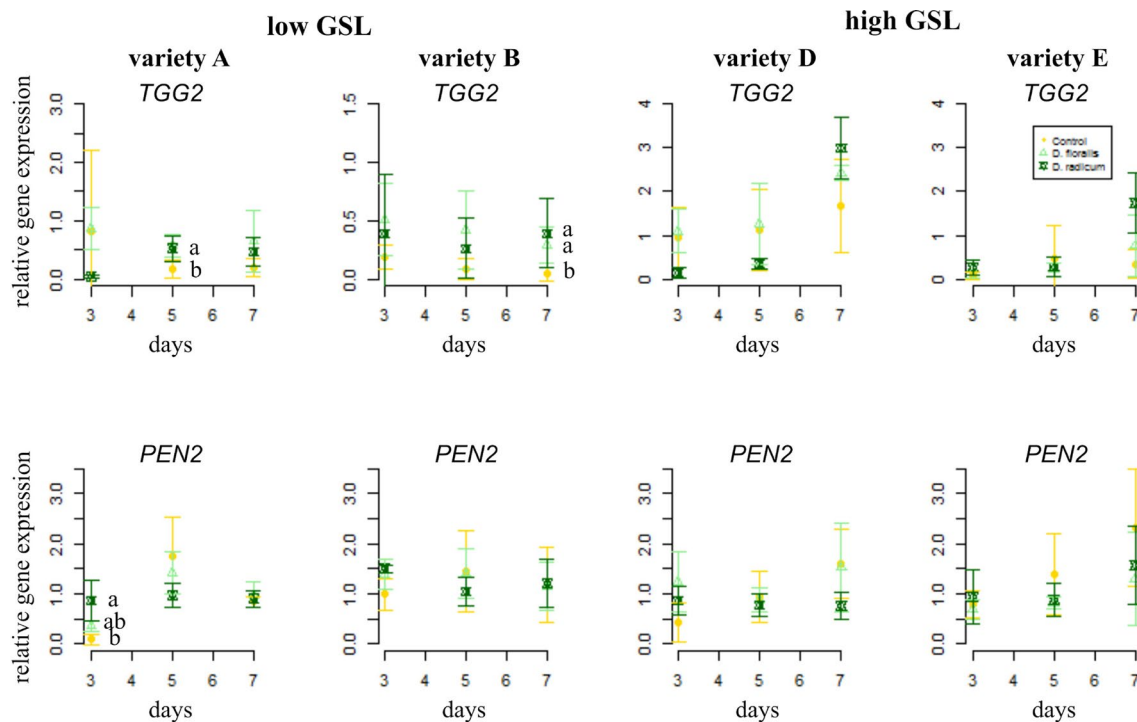 low GSL high GSL
variety A variety B variety D variety E
TGG2 TGG2 TGG2 TGG2
relative gene expression
3.0
2.0
1.0
0.0
a
b
3 4 5 6 7
days
1.5
1.0
0.5
0.0
a
a
b
3 4 5 6 7
days
4
3
2
1
0
3 4 5 6 7
days
4
3
2
1
0
Control
D. floralis
D. radicum
3 4 5 6 7
days
PEN2 PEN2 PEN2 PEN2
relative gene expression
3.0
2.0
1.0
0.0
a
ab
b
3 4 5 6 7
days
3.0
2.0
1.0
0.0
3 4 5 6 7
days
3.0
2.0
1.0
0.0
3 4 5 6 7
days
3.0
2.0
1.0
0.0
3 4 5 6 7
days